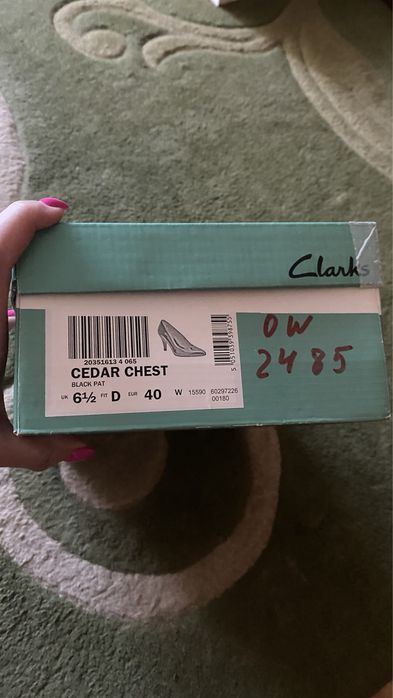 Clarks
20351613 4 065
CEDAR CHEST
BLACK PAT
UK 6½ FIT D EUR 40 W 15590 60297226
00180
OW
2485